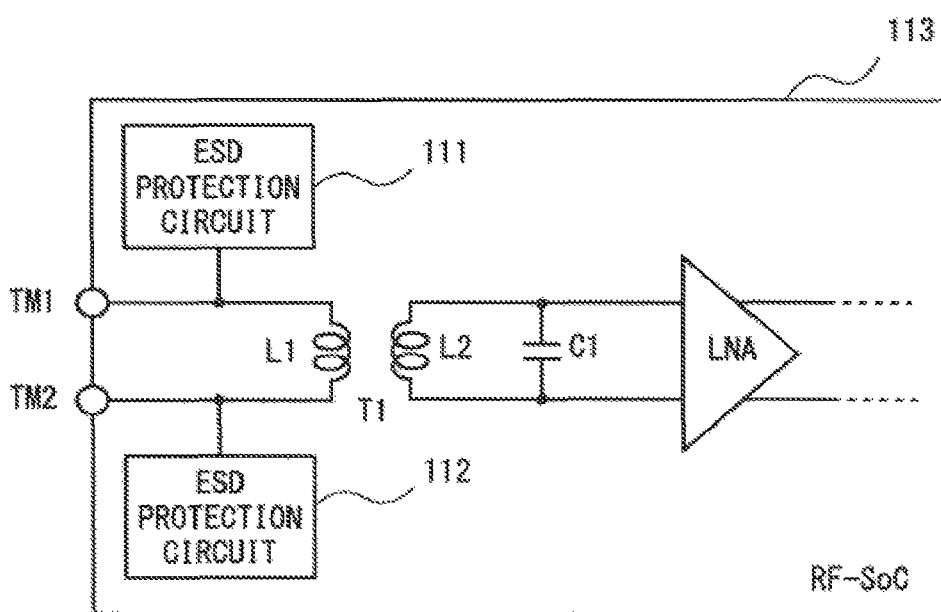 113
ESD
PROTECTION
CIRCUIT
111
TM1
L1
L2
C1
LNA
TM2
T1
ESD
PROTECTION
CIRCUIT
112
RF-SoC